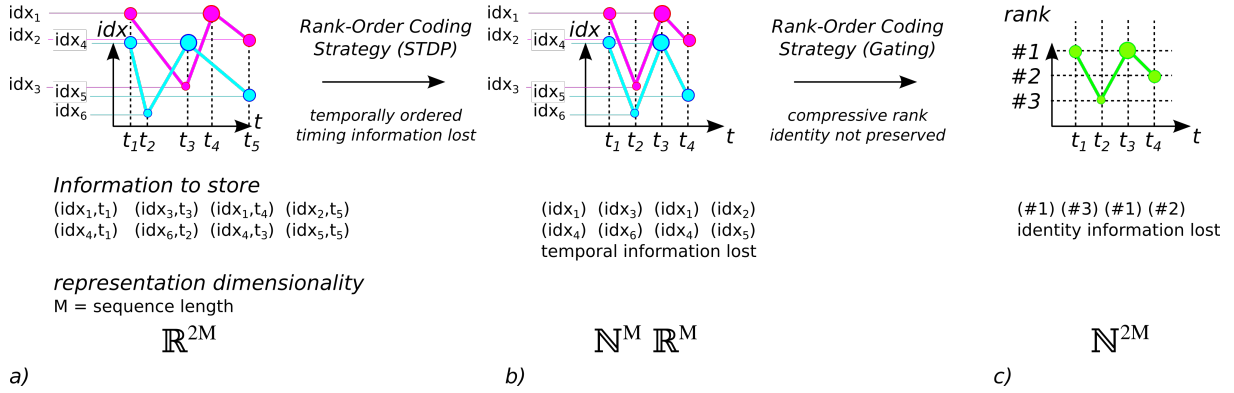 idx₁
idx₂
idx₄
idx
idx₃
idx₅
idx₆
t
t₁ t₂ t₃ t₄ t₅
Rank-Order Coding
Strategy (STDP)
temporally ordered
timing information lost
idx₁
idx₂
idx₄
idx
idx₃
idx₅
idx₆
t
t₁ t₂ t₃ t₄
Rank-Order Coding
Strategy (Gating)
compressive rank
identity not preserved
rank
#1
#2
#3
t
t₁ t₂ t₃ t₄
Information to store
(idx₁,t₁) (idx₃,t₃) (idx₁,t₄) (idx₂,t₅)
(idx₄,t₁) (idx₆,t₂) (idx₄,t₃) (idx₅,t₅)
(idx₁) (idx₃) (idx₁) (idx₂)
(idx₄) (idx₆) (idx₄) (idx₅)
temporal information lost
(#1) (#3) (#1) (#2)
identity information lost
representation dimensionality
M = sequence length
ℝ²ᴹ
ℕᴹ ℝᴹ
ℕ²ᴹ
a)
b)
c)